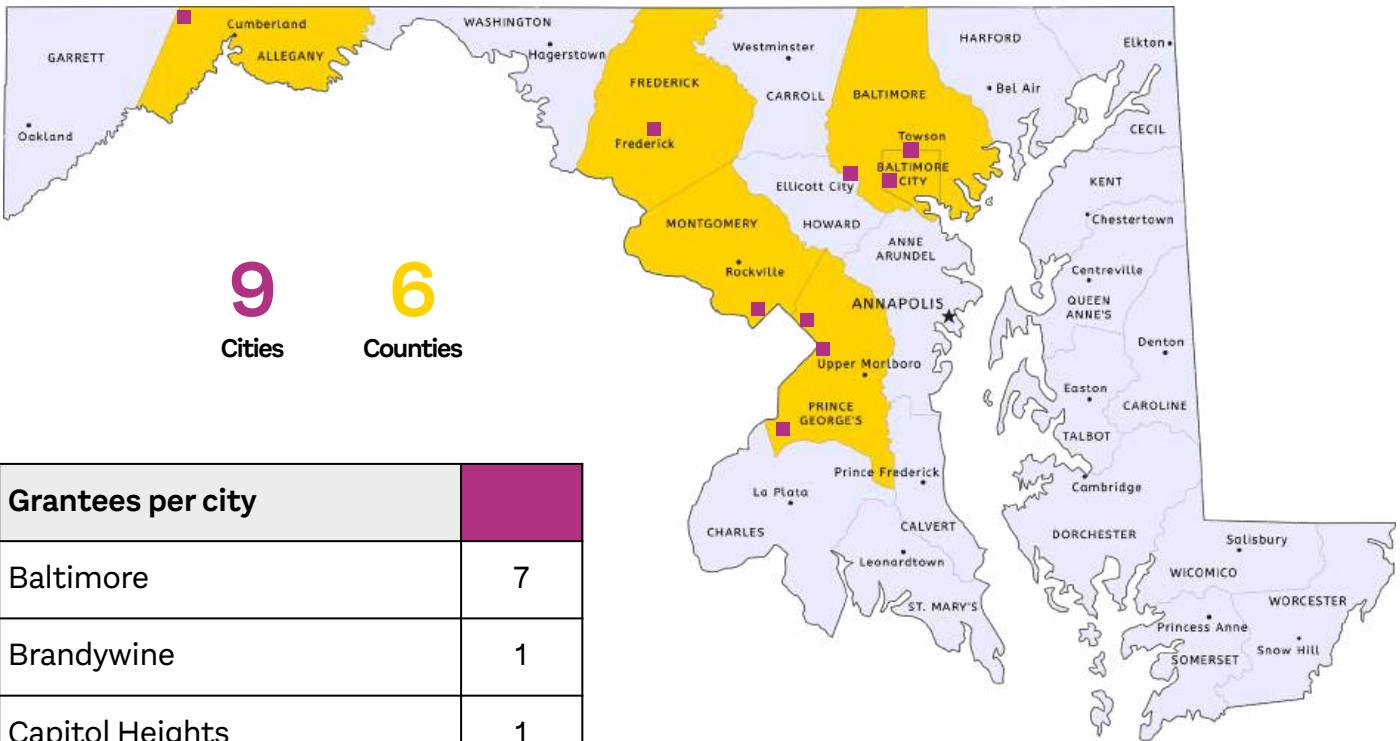 WASHINGTON
Cumberland
ALLEGANY
GARRETT
Oakland
Hagerstown
FREDERICK
Frederick
Westminster
CARROLL
BALTIMORE
Towson
BALTIMORE
CITY
HARFORD
Bel Air
Elkton
CECIL
KENT
Chestertown
Ellicott City
HOWARD
MONTGOMERY
Rockville
ANNE
ARUNDEL
ANNAPOLIS
Centreville
QUEEN
ANNE'S
Denton
Easton
CAROLINE
TALBOT
Upper Marlboro
PRINCE
GEORGE'S
9
Cities
6
Counties
Prince Frederick
La Plata
CHARLES
CALVERT
Leonardtown
ST. MARY'S
Cambridge
DORCHESTER
Salisbury
WICOMICO
WORCESTER
Princess Anne
Snow Hill
SOMERSET
Grantees per city
Baltimore 7
Brandywine 1
Capitol Heights 1